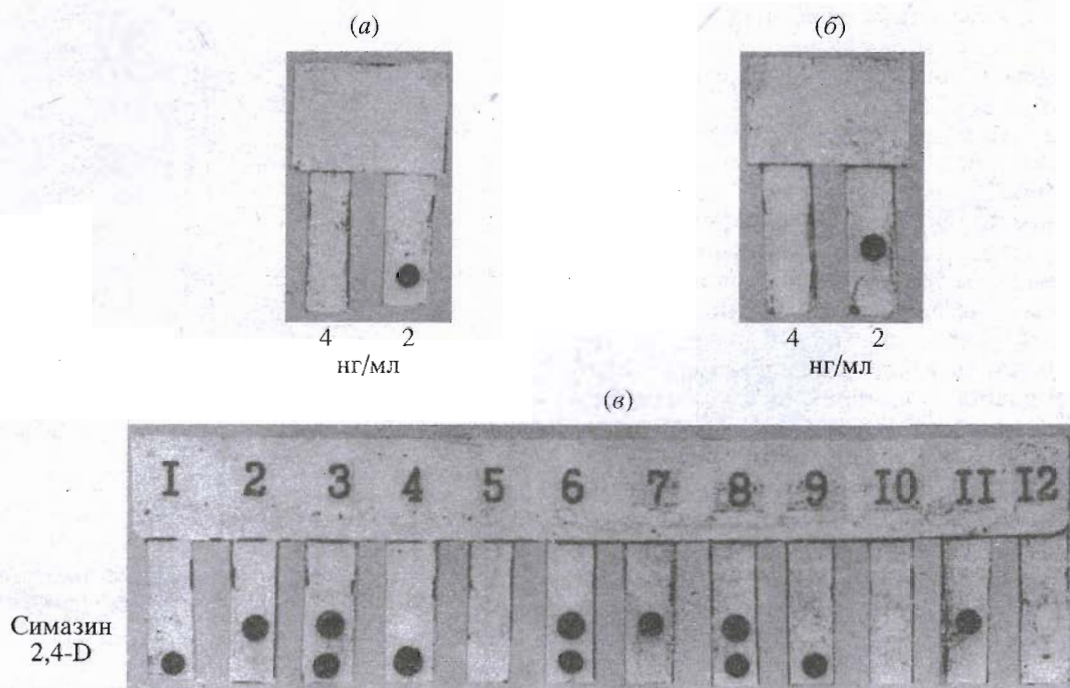 (а)
(б)
4 2
нг/мл
4 2
нг/мл
(в)
I 2 3 4 5 6 7 8 9 IO II I2
Симазин
2,4-D